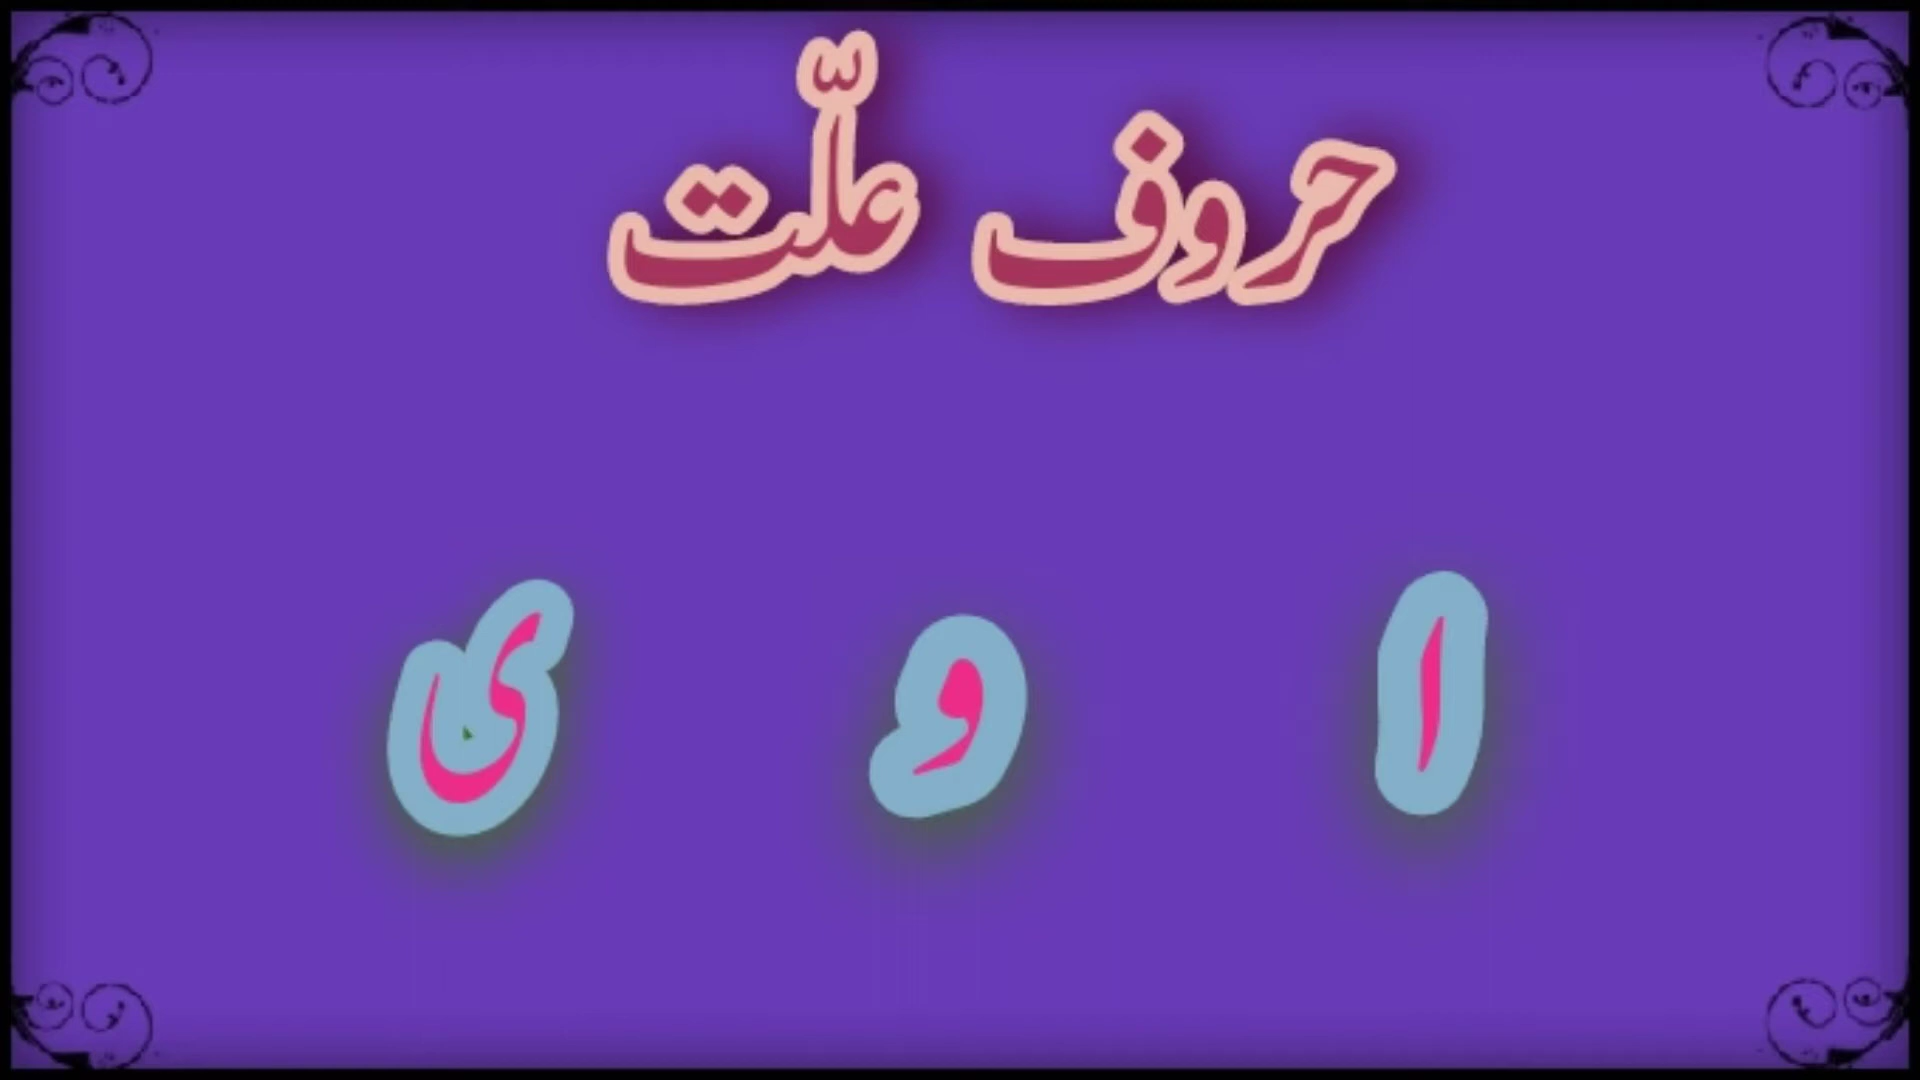 حروف علّت
ا و ی